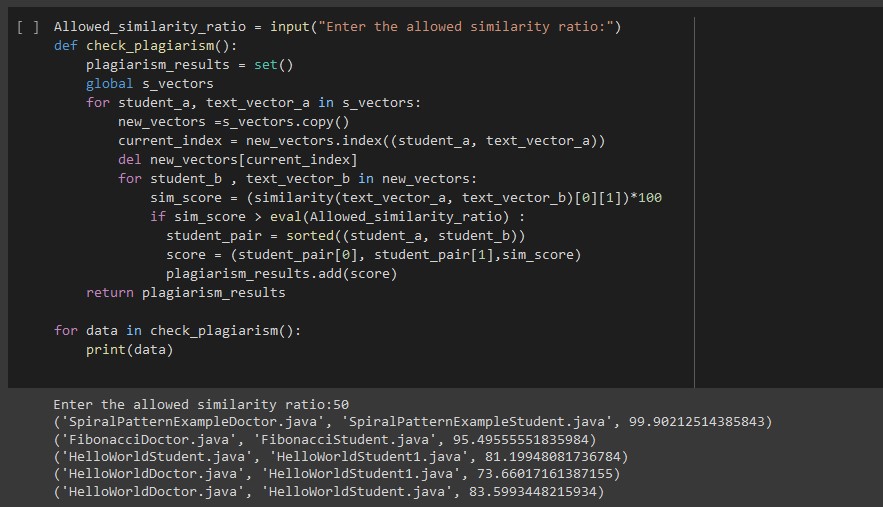 [ ] Allowed_similarity_ratio = input("Enter the allowed similarity ratio:")
def check_plagiarism():
    plagiarism_results = set()
    global s_vectors
    for student_a, text_vector_a in s_vectors:
        new_vectors =s_vectors.copy()
        current_index = new_vectors.index((student_a, text_vector_a))
        del new_vectors[current_index]
        for student_b , text_vector_b in new_vectors:
            sim_score = (similarity(text_vector_a, text_vector_b)[0][1])*100
            if sim_score > eval(Allowed_similarity_ratio) :
              student_pair = sorted((student_a, student_b))
              score = (student_pair[0], student_pair[1],sim_score)
              plagiarism_results.add(score)
    return plagiarism_results
for data in check_plagiarism():
    print(data)
Enter the allowed similarity ratio:50
('SpiralPatternExampleDoctor.java', 'SpiralPatternExampleStudent.java', 99.90212514385843)
('FibonacciDoctor.java', 'FibonacciStudent.java', 95.49555551835984)
('HelloWorldStudent.java', 'HelloWorldStudent1.java', 81.19948081736784)
('HelloWorldDoctor.java', 'HelloWorldStudent1.java', 73.66017161387155)
('HelloWorldDoctor.java', 'HelloWorldStudent.java', 83.5993448215934)